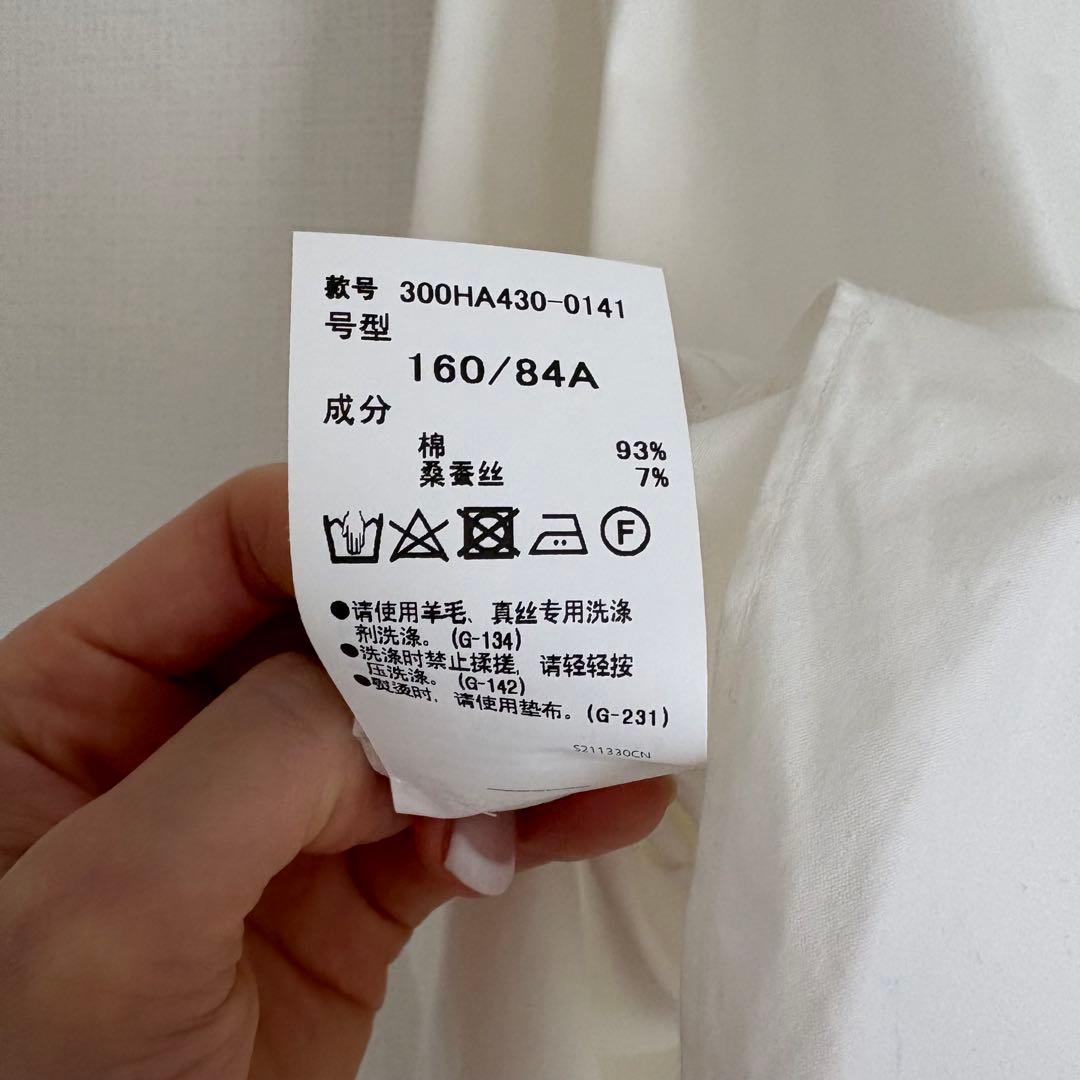 款号 300HA430-0141
号型
160/84A
成分
棉 93%
桑蚕丝 7%
F
●请使用羊毛、真丝专用洗涤
剂洗涤。(G-134)
●洗涤时禁止揉搓，请轻轻按
压洗涤。(G-142)
●熨烫时，请使用垫布。(G-231)
S211330CN